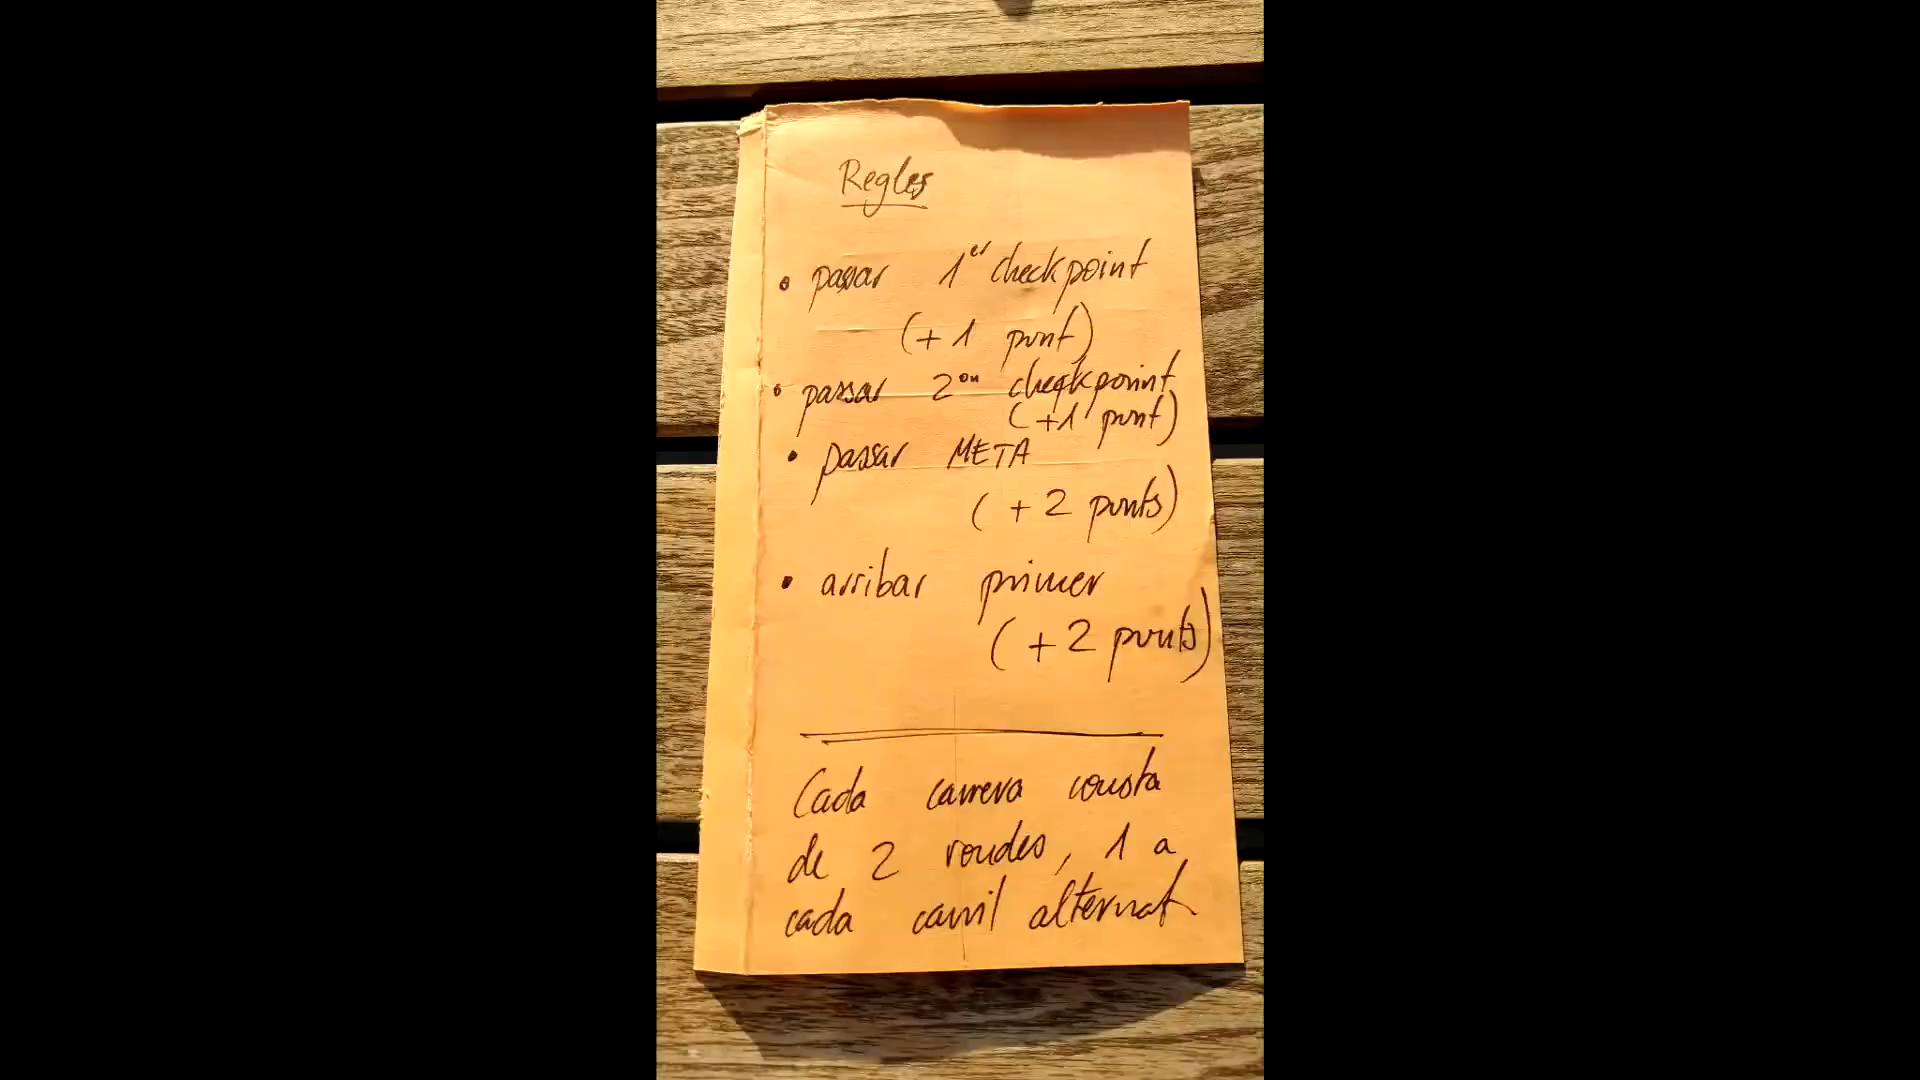 Regles
• passar 1er checkpoint
(+1 punt)
• passar 2on checkpoint
(+1 punt)
• passar META
(+2 punts)
• arribar primer
(+2 punts)
Cada carrera consta
de 2 rondes, 1 a
cada carril alternat